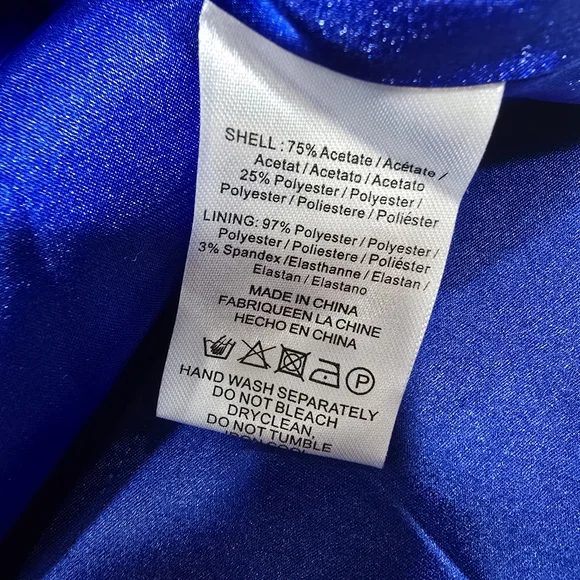 SHELL : 75% Acetate / Acétate /
Acetat / Acetato / Acetato
25% Polyester / Polyester /
Polyester / Poliestere / Poliéster
LINING: 97% Polyester / Polyester /
Polyester / Poliestere / Poliéster
3% Spandex /Elasthanne / Elastan /
Elastan / Elastano
MADE IN CHINA
FABRIQUEEN LA CHINE
HECHO EN CHINA
P
HAND WASH SEPARATELY
DO NOT BLEACH
DRYCLEAN,
DO NOT TUMBLE